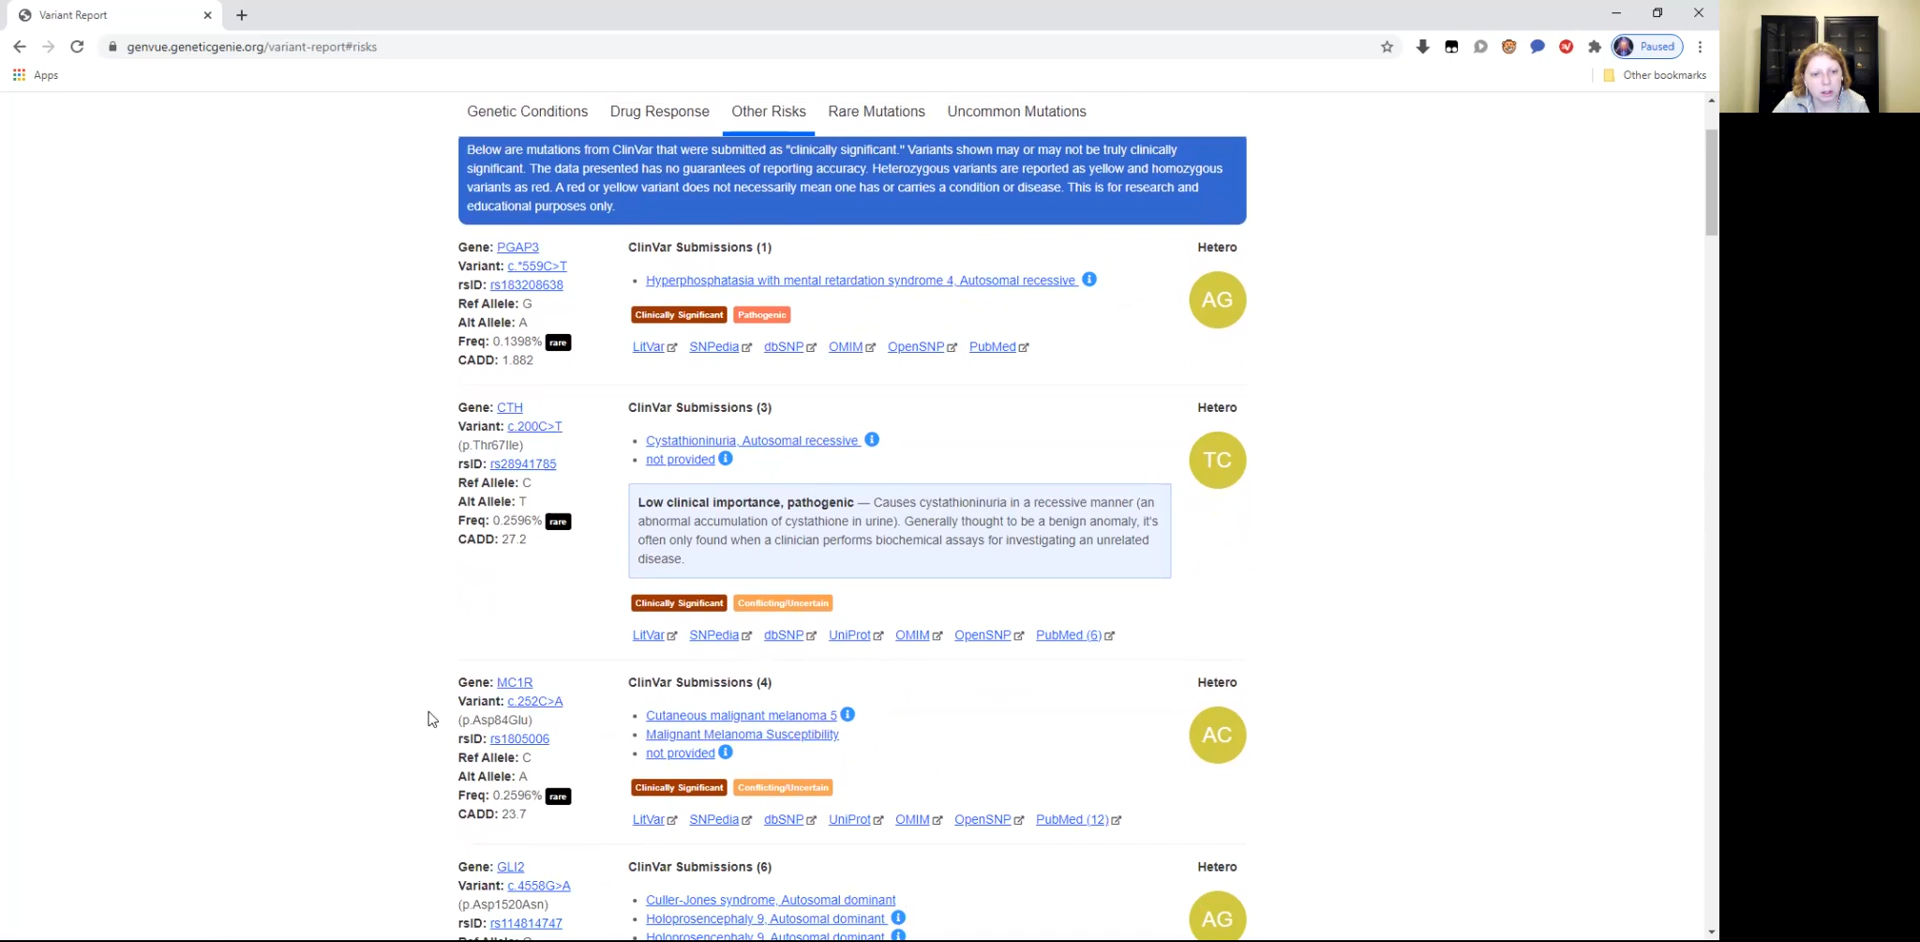 Variant Report
genvue.geneticgenie.org/variant-report#risks
Paused
Apps
Other bookmarks
Genetic Conditions Drug Response Other Risks Rare Mutations Uncommon Mutations
Below are mutations from ClinVar that were submitted as "clinically significant." Variants shown may or may not be truly clinically
significant. The data presented has no guarantees of reporting accuracy. Heterozygous variants are reported as yellow and homozygous
variants as red. A red or yellow variant does not necessarily mean one has or carries a condition or disease. This is for research and
educational purposes only.
Gene: PGAP3
Variant: c.*559C>T
rsID: rs183208638
Ref Allele: G
Alt Allele: A
Freq: 0.1398% rare
CADD: 1.882
ClinVar Submissions (1)
Hyperphosphatasia with mental retardation syndrome 4, Autosomal recessive
Clinically Significant Pathogenic
LitVar SNPedia dbSNP OMIM OpenSNP PubMed
Hetero
AG
Gene: CTH
Variant: c.200C>T
(p.Thr67Ile)
rsID: rs28941785
Ref Allele: C
Alt Allele: T
Freq: 0.2596% rare
CADD: 27.2
ClinVar Submissions (3)
Cystathioninuria, Autosomal recessive
not provided
Low clinical importance, pathogenic — Causes cystathioninuria in a recessive manner (an
abnormal accumulation of cystathione in urine). Generally thought to be a benign anomaly, it's
often only found when a clinician performs biochemical assays for investigating an unrelated
disease.
Clinically Significant Conflicting/Uncertain
LitVar SNPedia dbSNP UniProt OMIM OpenSNP PubMed (6)
Hetero
TC
Gene: MC1R
Variant: c.252C>A
(p.Asp84Glu)
rsID: rs1805006
Ref Allele: C
Alt Allele: A
Freq: 0.2596% rare
CADD: 23.7
ClinVar Submissions (4)
Cutaneous malignant melanoma 5
Malignant Melanoma Susceptibility
not provided
Clinically Significant Conflicting/Uncertain
LitVar SNPedia dbSNP UniProt OMIM OpenSNP PubMed (12)
Hetero
AC
Gene: GLI2
Variant: c.4558G>A
(p.Asp1520Asn)
rsID: rs114814747
ClinVar Submissions (6)
Culler-Jones syndrome, Autosomal dominant
Holoprosencephaly 9, Autosomal dominant
Holoprosencephaly 9, Autosomal dominant
Hetero
AG